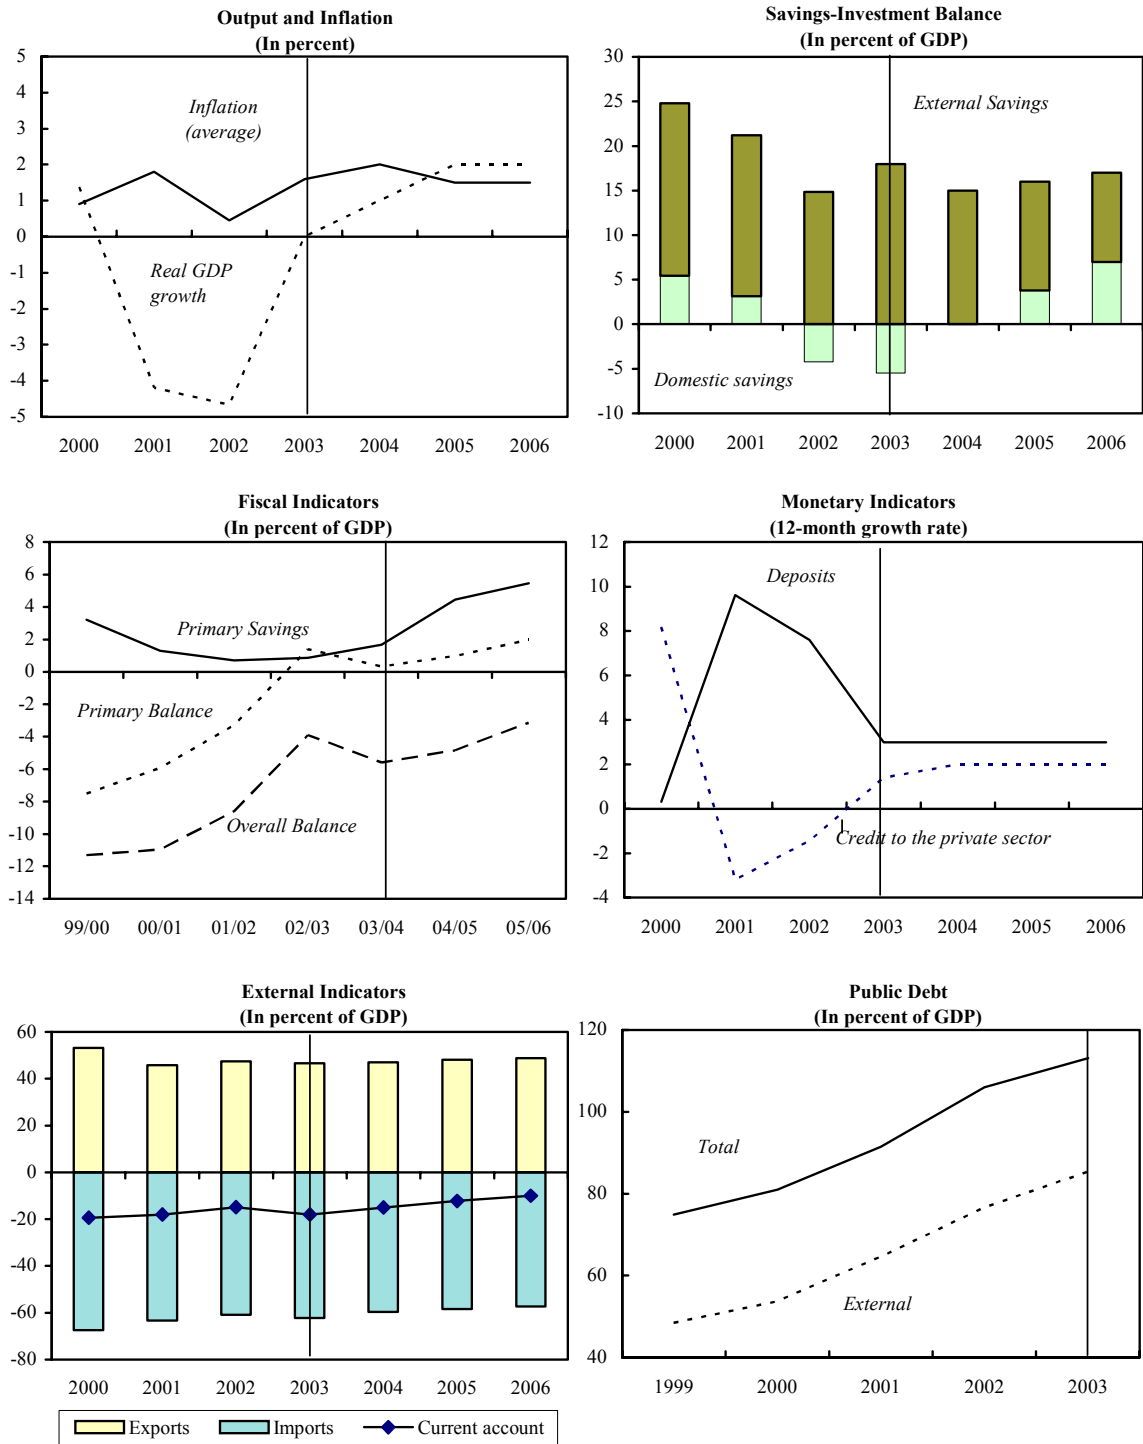 Output and Inflation
(In percent)
5
4
3
2
1
0
-1
-2
-3
-4
-5
Inflation
(average)
Real GDP
growth
2000 2001 2002 2003 2004 2005 2006
Savings-Investment Balance
(In percent of GDP)
30
25
20
15
10
5
0
-5
-10
External Savings
Domestic savings
2000 2001 2002 2003 2004 2005 2006
Fiscal Indicators
(In percent of GDP)
8
6
4
2
0
-2
-4
-6
-8
-10
-12
-14
Primary Savings
Primary Balance
Overall Balance
99/00 00/01 01/02 02/03 03/04 04/05 05/06
Monetary Indicators
(12-month growth rate)
12
10
8
6
4
2
0
-2
-4
Deposits
Credit to the private sector
2000 2001 2002 2003 2004 2005 2006
External Indicators
(In percent of GDP)
60
40
20
0
-20
-40
-60
-80
2000 2001 2002 2003 2004 2005 2006
Exports Imports Current account
Public Debt
(In percent of GDP)
120
100
80
60
40
Total
External
1999 2000 2001 2002 2003